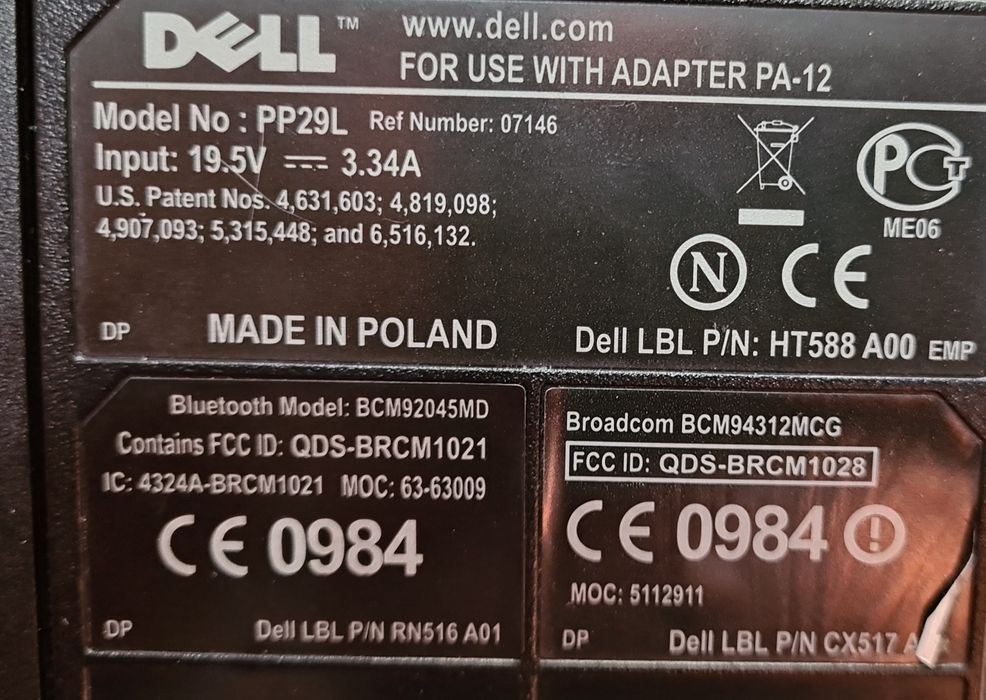 DELL™ www.dell.com
FOR USE WITH ADAPTER PA-12
Model No : PP29L Ref Number: 07146
Input: 19.5V ⎓ 3.34A
U.S. Patent Nos. 4,631,603; 4,819,098;
4,907,093; 5,315,448; and 6,516,132.
PCT
ME06
N CE
DP MADE IN POLAND Dell LBL P/N: HT588 A00 EMP
Bluetooth Model: BCM92045MD
Contains FCC ID: QDS-BRCM1021
IC: 4324A-BRCM1021 MOC: 63-63009
CE 0984
DP Dell LBL P/N RN516 A01
Broadcom BCM94312MCG
FCC ID: QDS-BRCM1028
CE 0984 !
MOC: 5112911
DP Dell LBL P/N CX517